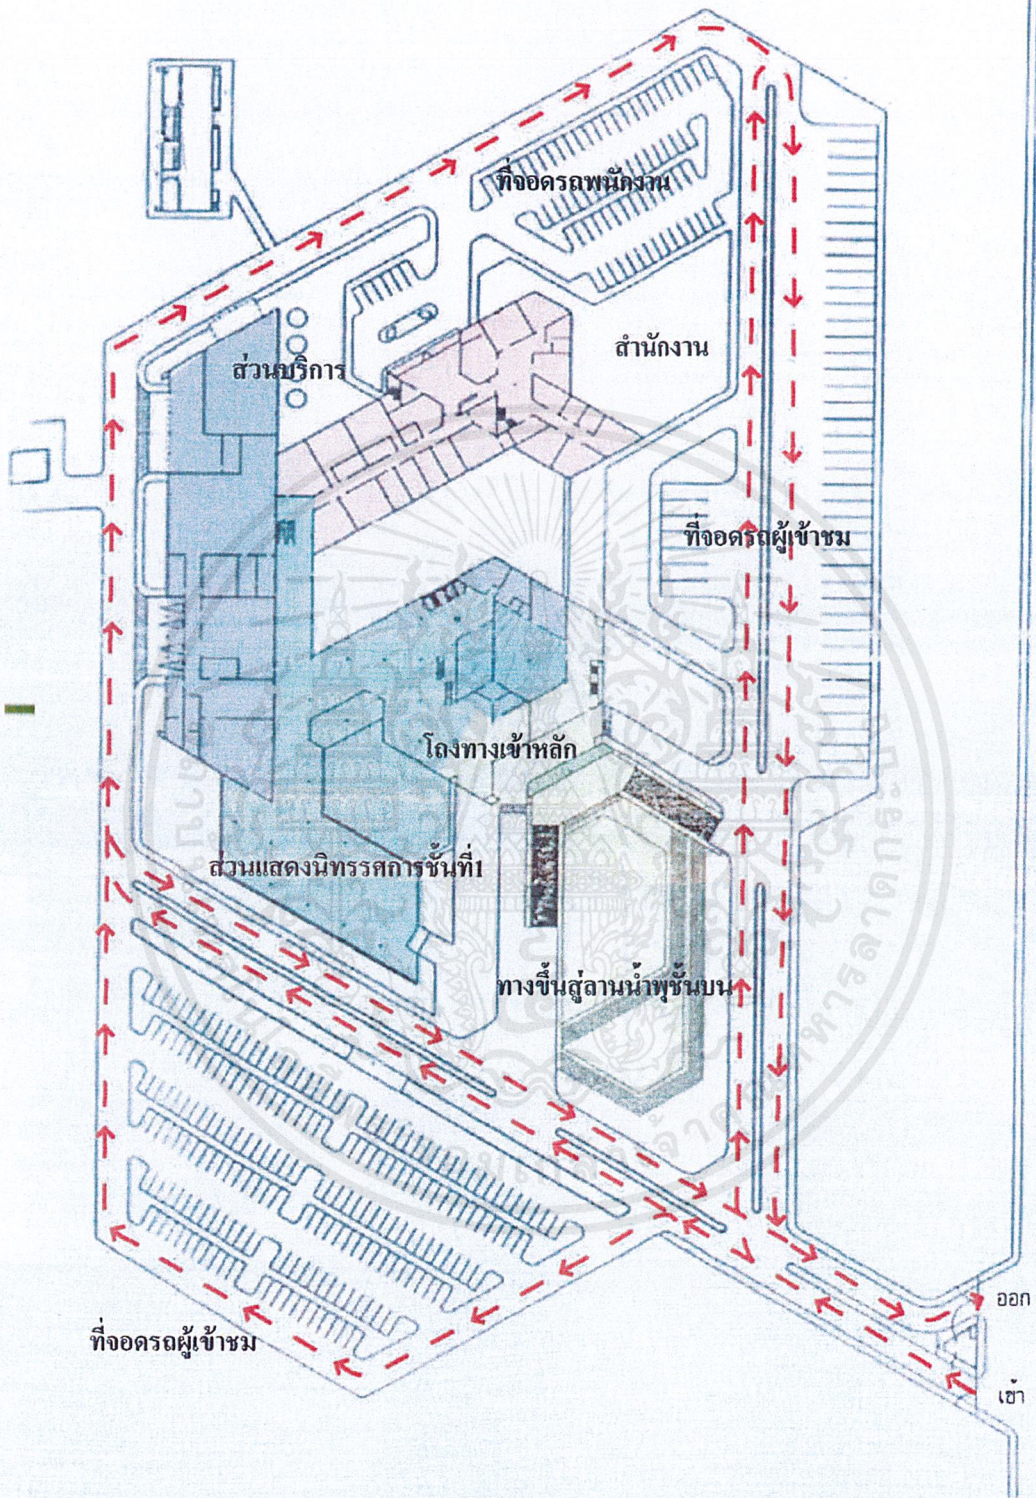 ที่จอดรถพนักงาน
สำนักงาน
ส่วนบริการ
ที่จอดรถผู้เข้าชม
โถงทางเข้าหลัก
ส่วนแสดงนิทรรศการชั้นที่1
ทางขึ้นสู่ลานน้ำพุชั้นบน
ออก
ที่จอดรถผู้เข้าชม
เข้า